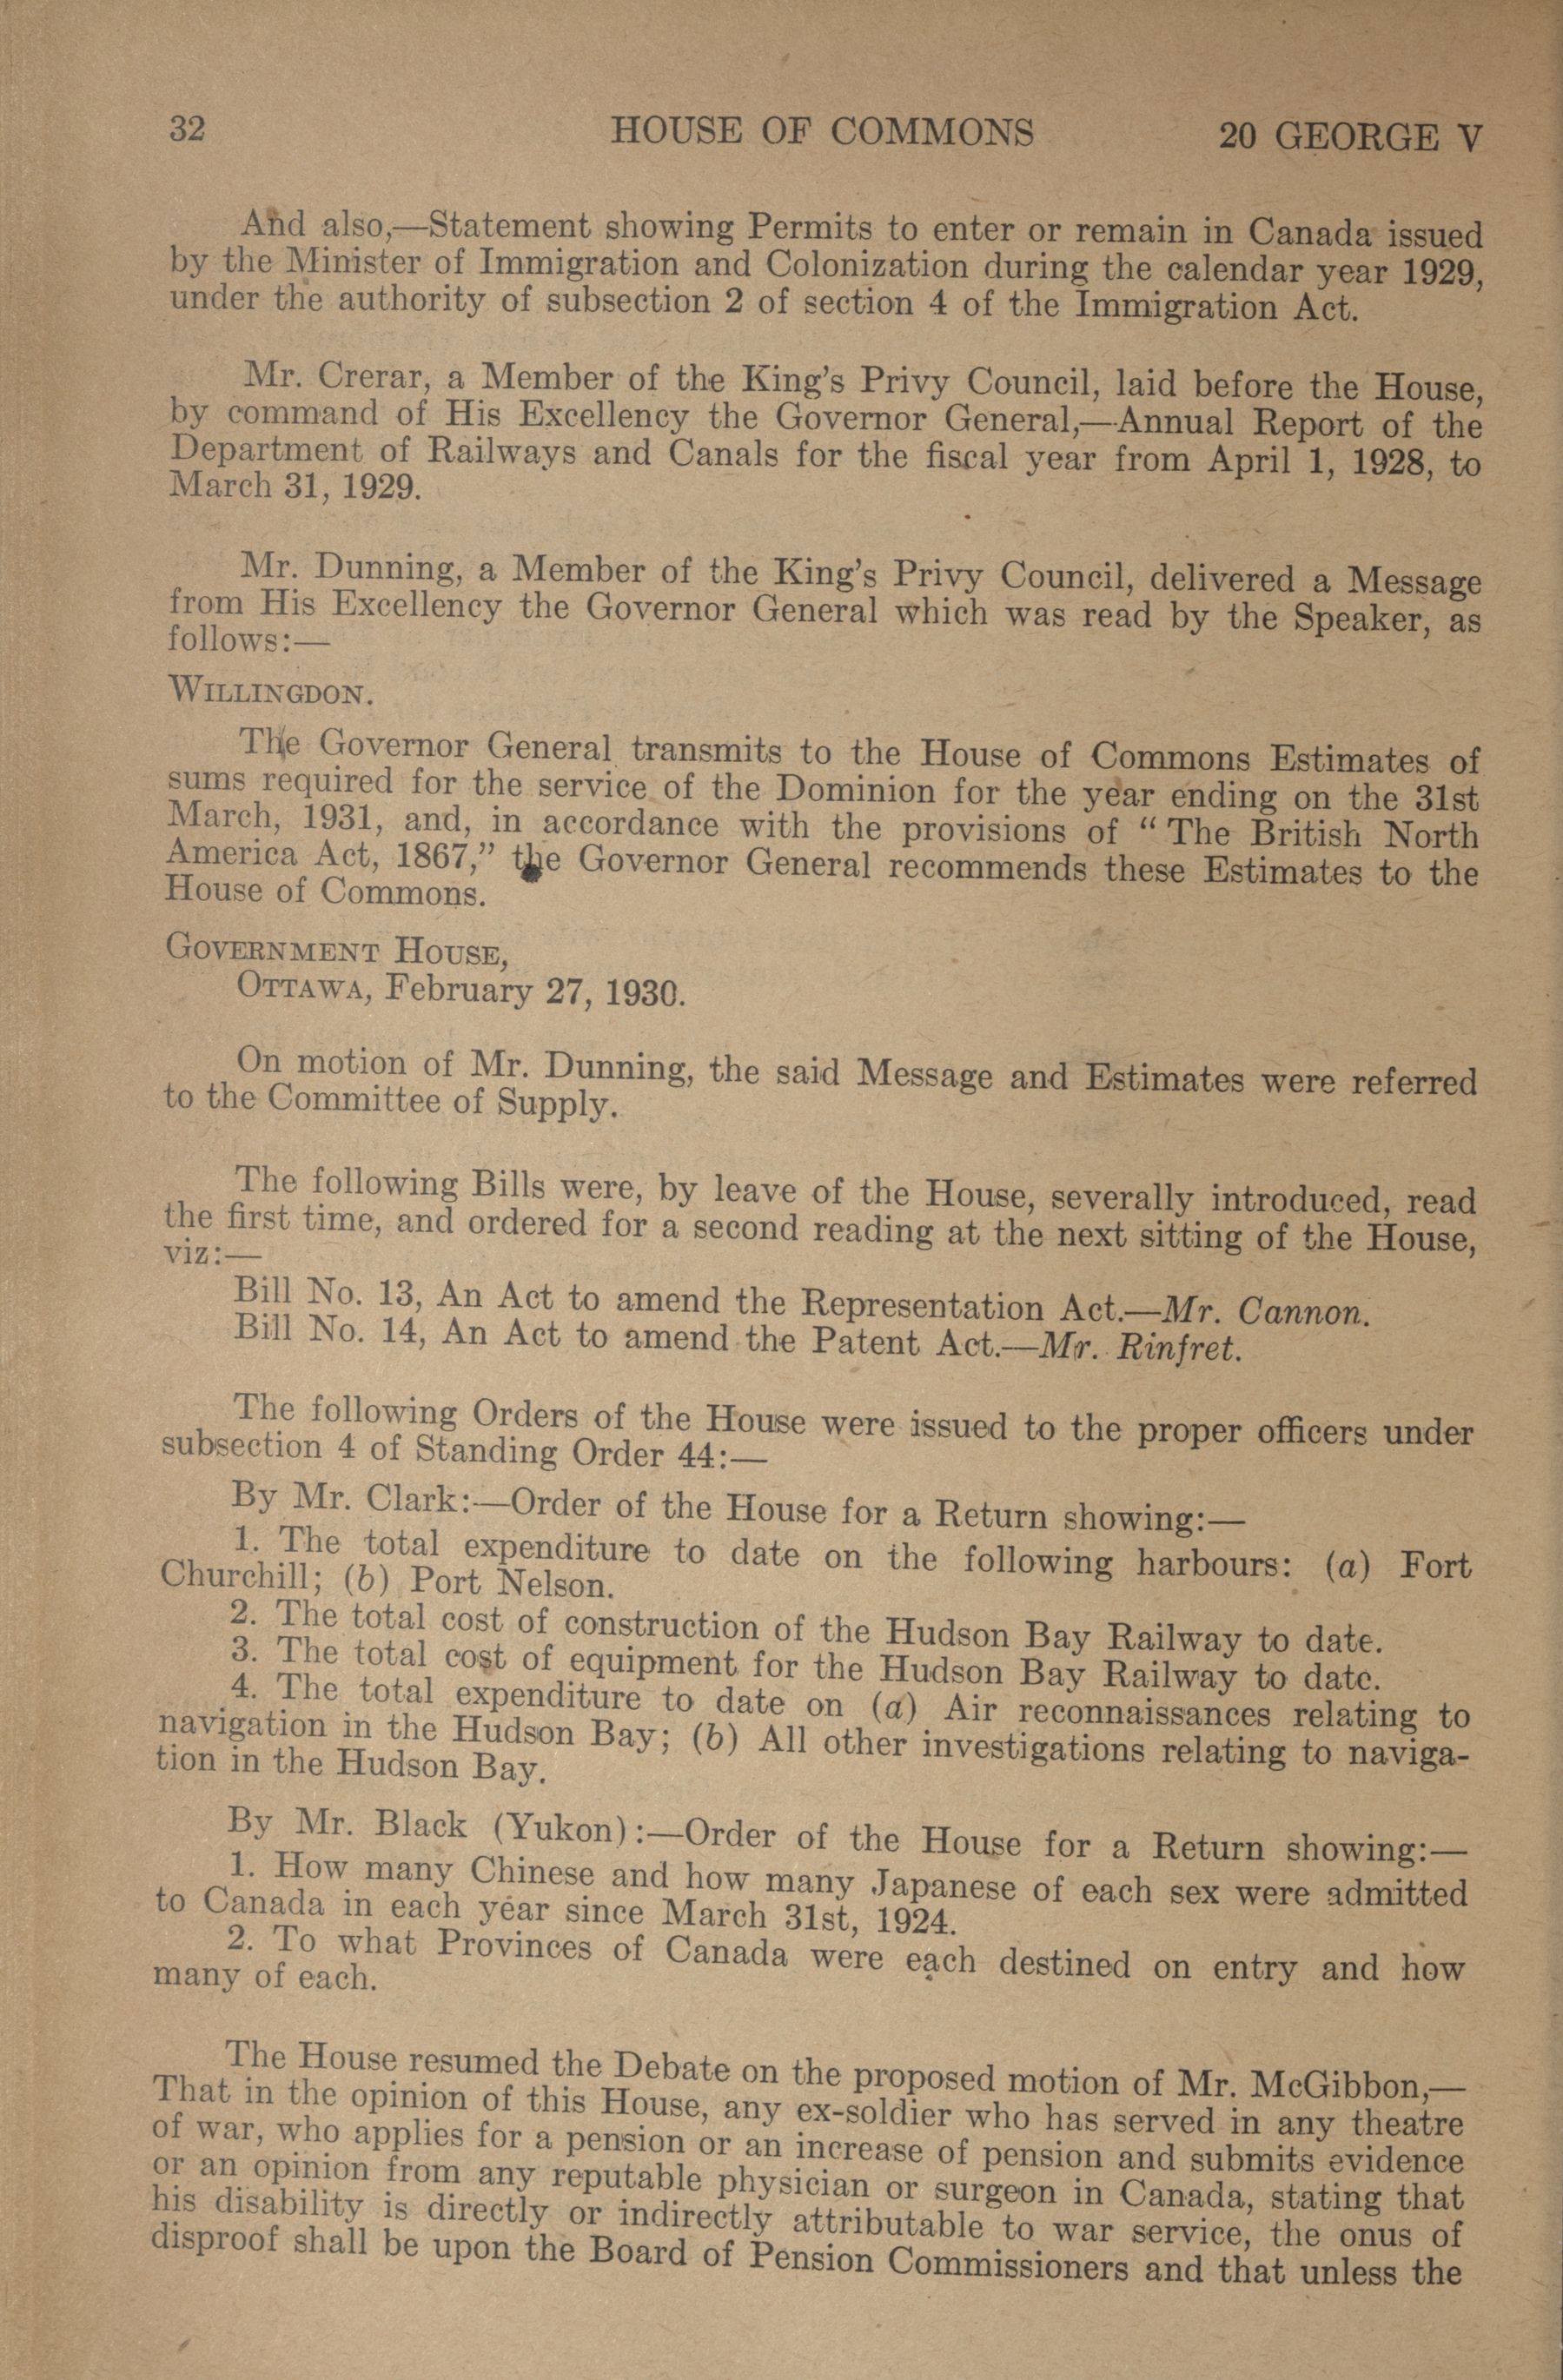 32 HOUSE OF COMMONS 20 GEORGE V
And also,—Statement showing Permits to enter or remain in Canada issued
by the Minister of Immigration and Colonization during the calendar year 1929,
under the authority of subsection 2 of section 4 of the Immigration Act.
Mr. Crerar, a Member of the King's Privy Council, laid before the House,
by command of His Excellency the Governor General,—Annual Report of the
Department of Railways and Canals for the fiscal year from April 1, 1928, to
March 31, 1929.
Mr. Dunning, a Member of the King's Privy Council, delivered a Message
from His Excellency the Governor General which was read by the Speaker, as
follows:—
WILLINGDON.
The Governor General transmits to the House of Commons Estimates of
sums required for the service of the Dominion for the year ending on the 31st
March, 1931, and, in accordance with the provisions of "The British North
America Act, 1867," the Governor General recommends these Estimates to the
House of Commons.
GOVERNMENT HOUSE,
OTTAWA, February 27, 1930.
On motion of Mr. Dunning, the said Message and Estimates were referred
to the Committee of Supply.
The following Bills were, by leave of the House, severally introduced, read
the first time, and ordered for a second reading at the next sitting of the House,
viz:—
Bill No. 13, An Act to amend the Representation Act.—Mr. Cannon.
Bill No. 14, An Act to amend the Patent Act.—Mr. Rinfret.
The following Orders of the House were issued to the proper officers under
subsection 4 of Standing Order 44:—
By Mr. Clark:—Order of the House for a Return showing:—
1. The total expenditure to date on the following harbours: (a) Fort
Churchill; (b) Port Nelson.
2. The total cost of construction of the Hudson Bay Railway to date.
3. The total cost of equipment for the Hudson Bay Railway to date.
4. The total expenditure to date on (a) Air reconnaissances relating to
navigation in the Hudson Bay; (b) All other investigations relating to naviga-
tion in the Hudson Bay.
By Mr. Black (Yukon):—Order of the House for a Return showing:—
1. How many Chinese and how many Japanese of each sex were admitted
to Canada in each year since March 31st, 1924.
2. To what Provinces of Canada were each destined on entry and how
many of each.
The House resumed the Debate on the proposed motion of Mr. McGibbon,—
That in the opinion of this House, any ex-soldier who has served in any theatre
of war, who applies for a pension or an increase of pension and submits evidence
or an opinion from any reputable physician or surgeon in Canada, stating that
his disability is directly or indirectly attributable to war service, the onus of
disproof shall be upon the Board of Pension Commissioners and that unless the